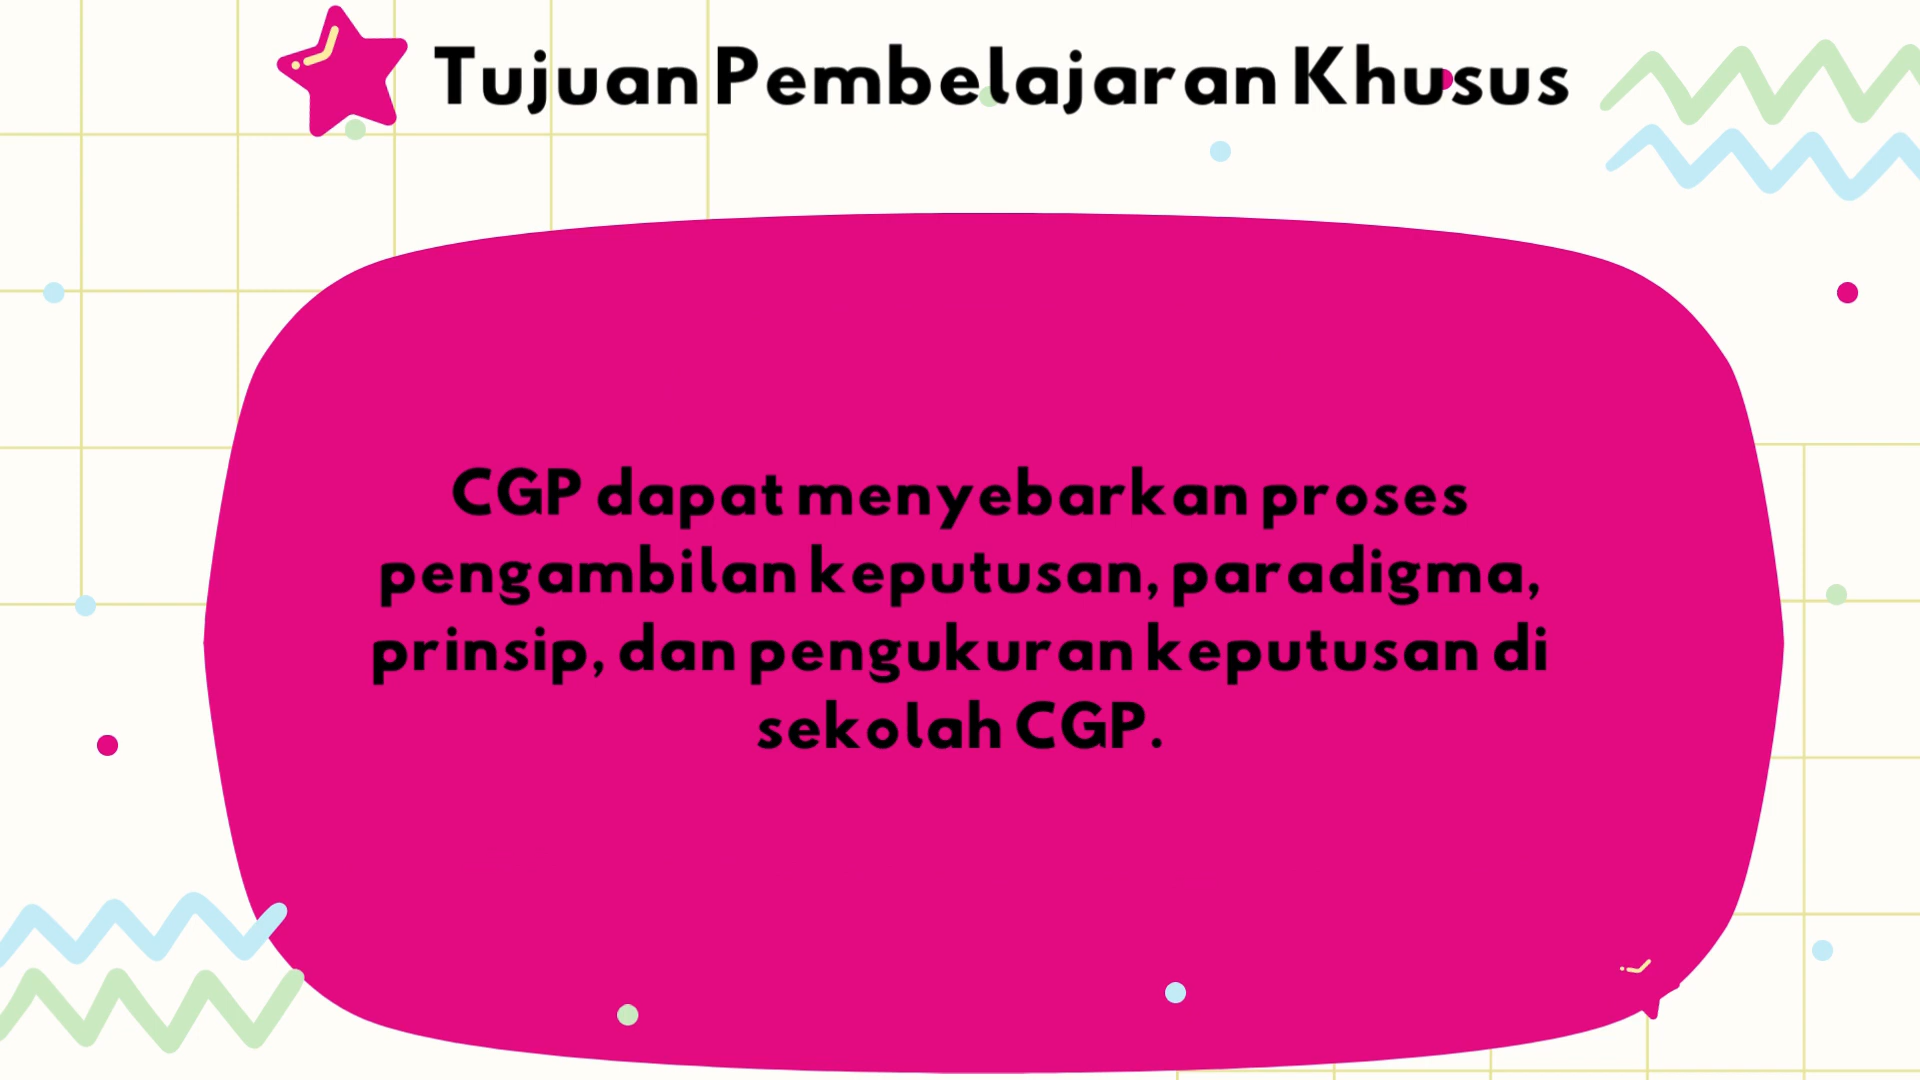 Tujuan Pembelajaran Khusus
CGP dapat menyebarkan proses
pengambilan keputusan, paradigma,
prinsip, dan pengukuran keputusan di
sekolah CGP.